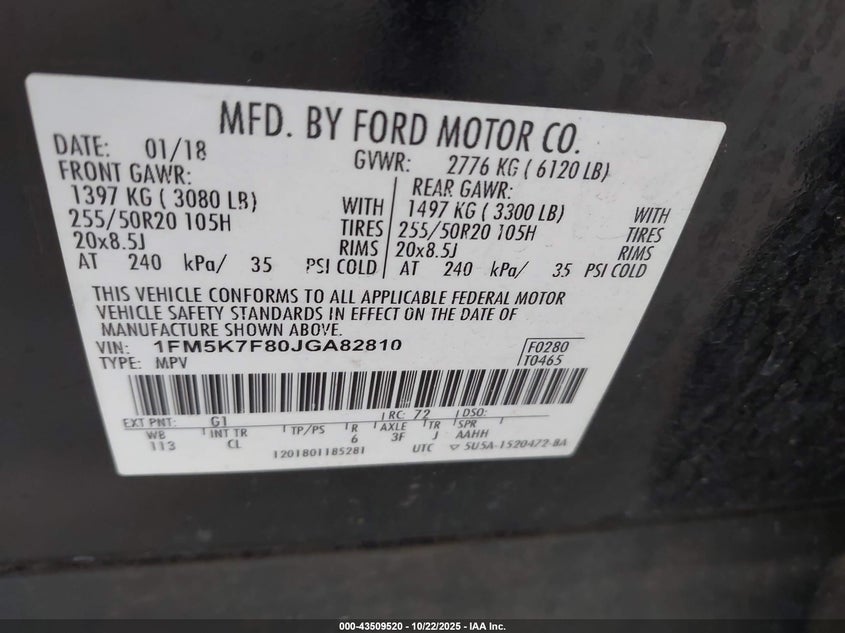 MFD. BY FORD MOTOR CO.
DATE: 01/18 GVWR: 2776 KG ( 6120 LB)
FRONT GAWR: REAR GAWR:
1397 KG ( 3080 LB) WITH 1497 KG ( 3300 LB) WITH
255/50R20 105H TIRES 255/50R20 105H TIRES
20x8.5J RIMS 20x8.5J RIMS
AT 240 kPa/ 35 PSI COLD AT 240 kPa/ 35 PSI COLD
THIS VEHICLE CONFORMS TO ALL APPLICABLE FEDERAL MOTOR
VEHICLE SAFETY STANDARDS IN EFFECT ON THE DATE OF
MANUFACTURE SHOWN ABOVE.
VIN: 1FM5K7F80JGA82810 F0280
TYPE: MPV T0465
EXT PNT: G1 RC: 72 DSO:
WB INT TR TP/PS R AXLE TR SPR
113 CL 6 3F J AAHH
1201801185281 UTC 5U5A-1520472-BA
000-43509520 - 10/22/2025 - IAA Inc.